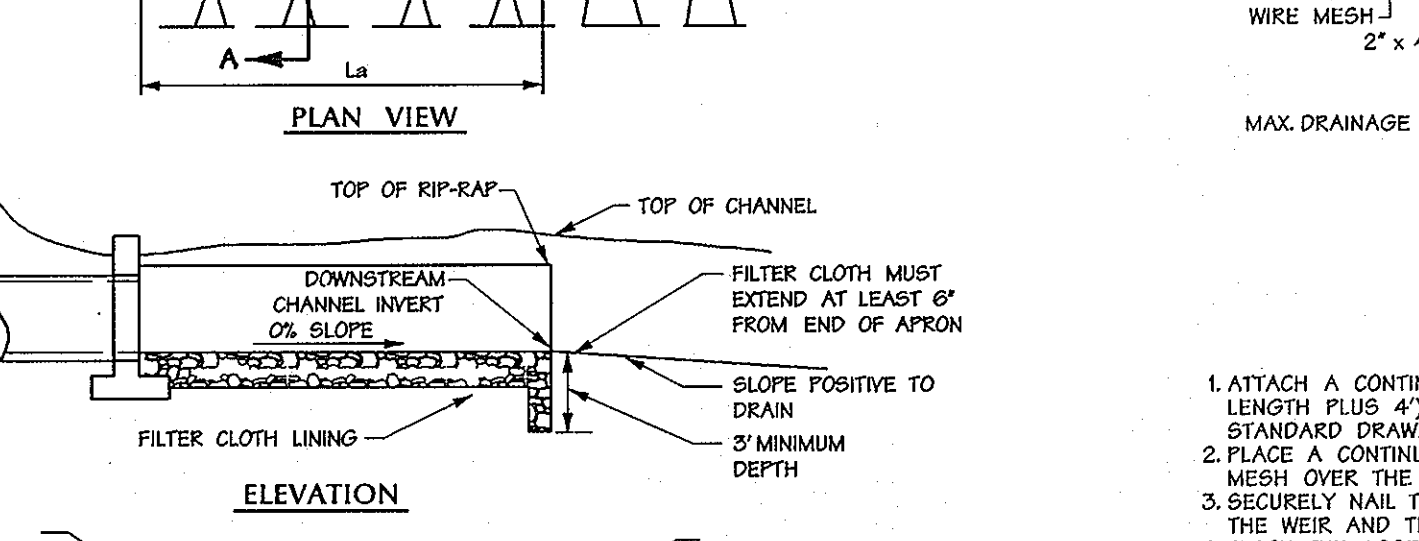 A
La
PLAN VIEW
TOP OF RIP-RAP
TOP OF CHANNEL
DOWNSTREAM
CHANNEL INVERT
0% SLOPE
FILTER CLOTH MUST
EXTEND AT LEAST 6"
FROM END OF APRON
SLOPE POSITIVE TO
DRAIN
FILTER CLOTH LINING
3' MINIMUM
DEPTH
ELEVATION
WIRE MESH
2" x
MAX. DRAINAGE
1. ATTACH A CONTIN
LENGTH PLUS 4')
STANDARD DRAW
2. PLACE A CONTINU
MESH OVER THE
3. SECURELY NAIL T
THE WEIR AND T